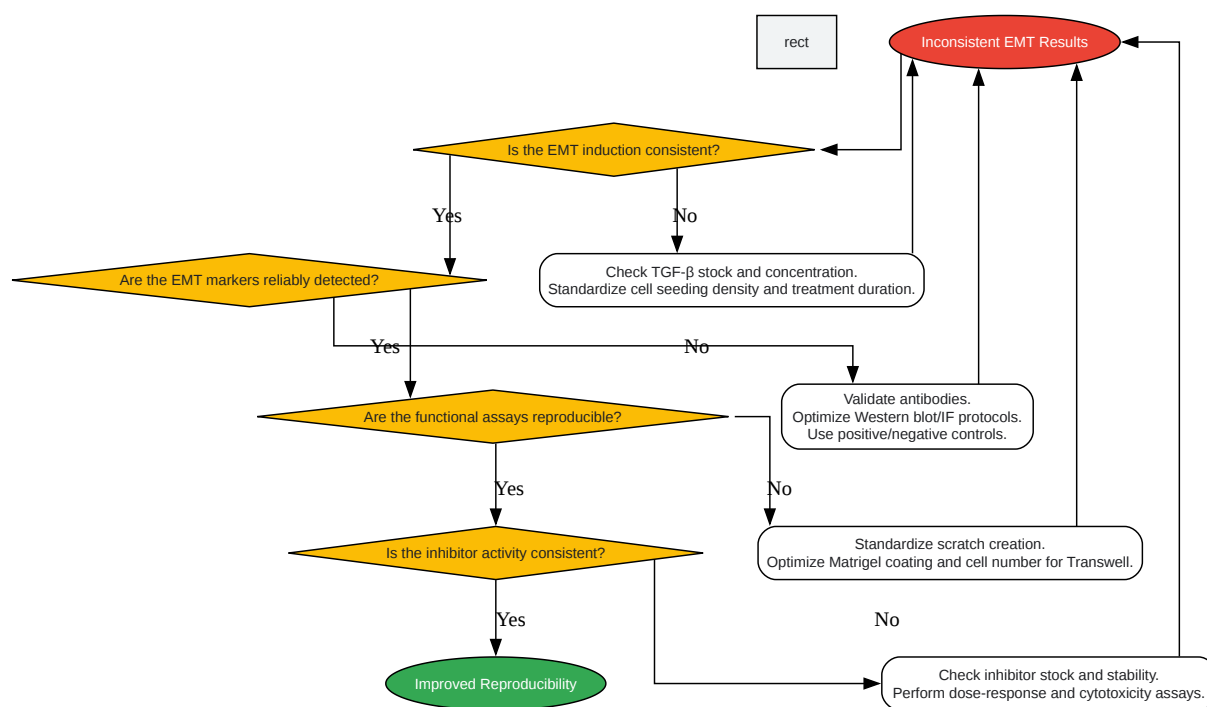 rect
Inconsistent EMT Results
Is the EMT induction consistent?
Yes
No
Are the EMT markers reliably detected?
Check TGF-β stock and concentration.
Standardize cell seeding density and treatment duration.
Yes
No
Are the functional assays reproducible?
Validate antibodies.
Optimize Western blot/IF protocols.
Use positive/negative controls.
Yes
No
Is the inhibitor activity consistent?
Standardize scratch creation.
Optimize Matrigel coating and cell number for Transwell.
Yes
No
Improved Reproducibility
Check inhibitor stock and stability.
Perform dose-response and cytotoxicity assays.